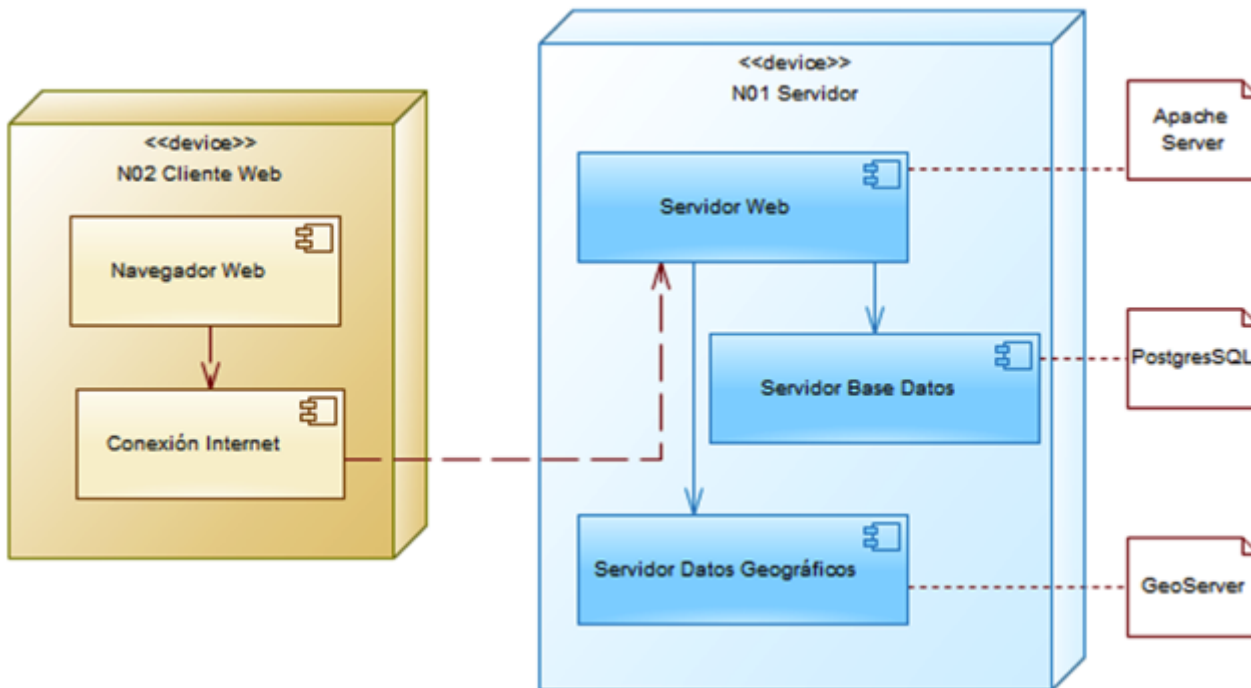 <<device>>
N02 Cliente Web
Navegador Web
Conexión Internet
<<device>>
N01 Servidor
Servidor Web
Servidor Base Datos
Servidor Datos Geográficos
Apache
Server
PostgresSQL
GeoServer